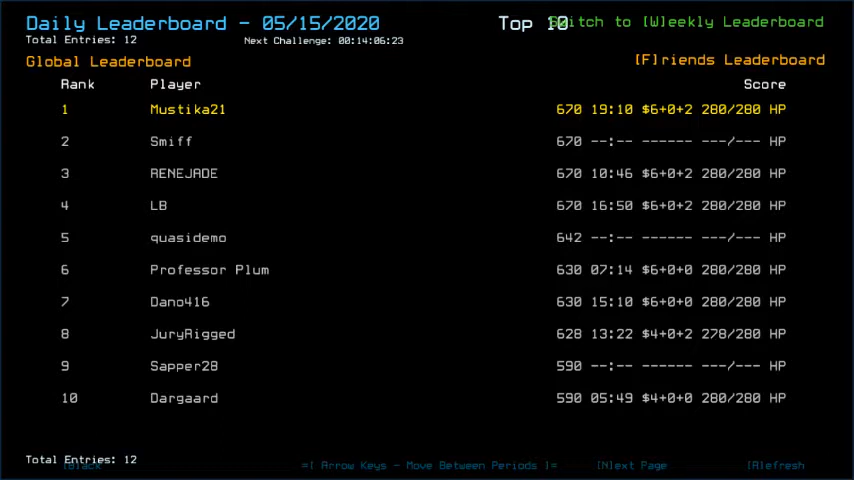 Daily Leaderboard - 05/15/2020
Top 10
Switch to [W]eekly Leaderboard
Total Entries: 12
Next Challenge: 00:14:06:23
Global Leaderboard
[F]riends Leaderboard
Rank Player Score
1 Mustika21 670 19:10 $6+0+2 280/280 HP
2 Smiff 670 --:-- ------ ---/--- HP
3 RENEJADE 670 10:46 $6+0+2 280/280 HP
4 LB 670 16:50 $6+0+2 280/280 HP
5 quasidemo 642 --:-- ------ ---/--- HP
6 Professor Plum 630 07:14 $6+0+0 280/280 HP
7 Dano416 630 15:10 $6+0+0 280/280 HP
8 JuryRigged 628 13:22 $4+0+2 278/280 HP
9 Sapper28 590 --:-- ------ ---/--- HP
10 Dargaard 590 05:49 $4+0+0 280/280 HP
Total Entries: 12
[B]ack =[ Arrow Keys - Move Between Periods ]= [N]ext Page [R]efresh